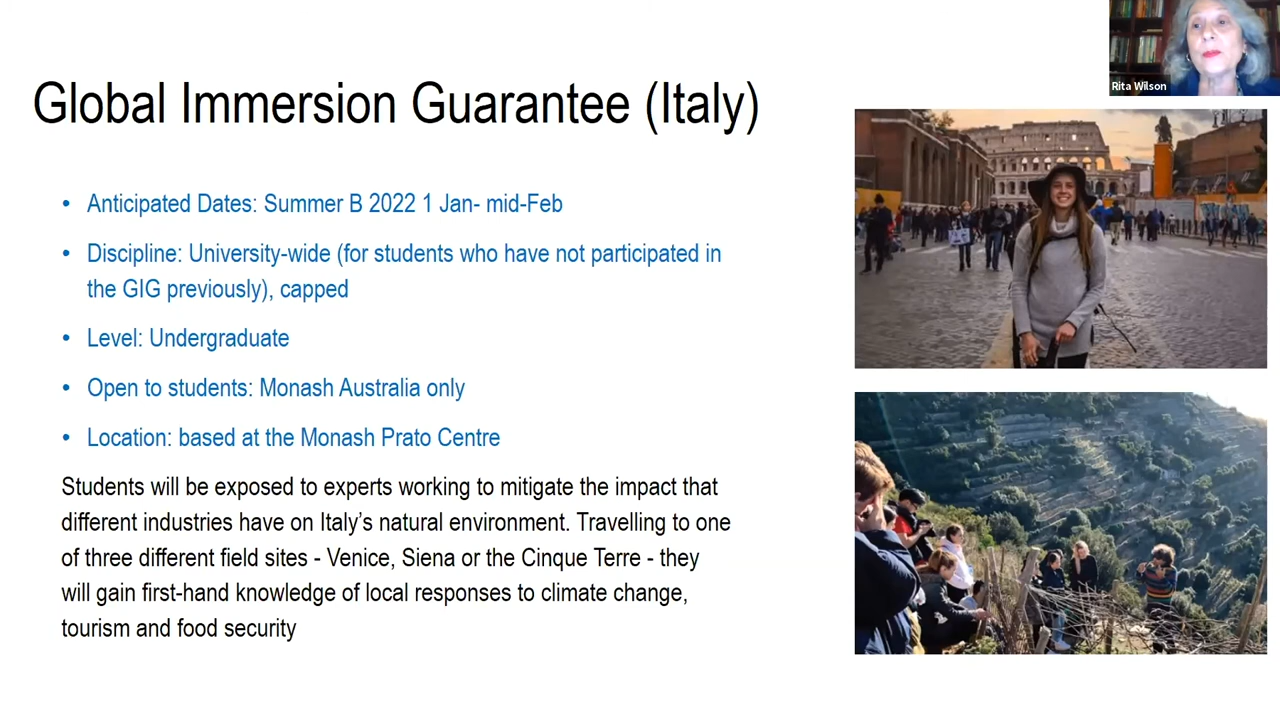 Rita Wilson
Global Immersion Guarantee (Italy)
• Anticipated Dates: Summer B 2022 1 Jan- mid-Feb
• Discipline: University-wide (for students who have not participated in
the GIG previously), capped
• Level: Undergraduate
• Open to students: Monash Australia only
• Location: based at the Monash Prato Centre
Students will be exposed to experts working to mitigate the impact that
different industries have on Italy’s natural environment. Travelling to one
of three different field sites - Venice, Siena or the Cinque Terre - they
will gain first-hand knowledge of local responses to climate change,
tourism and food security